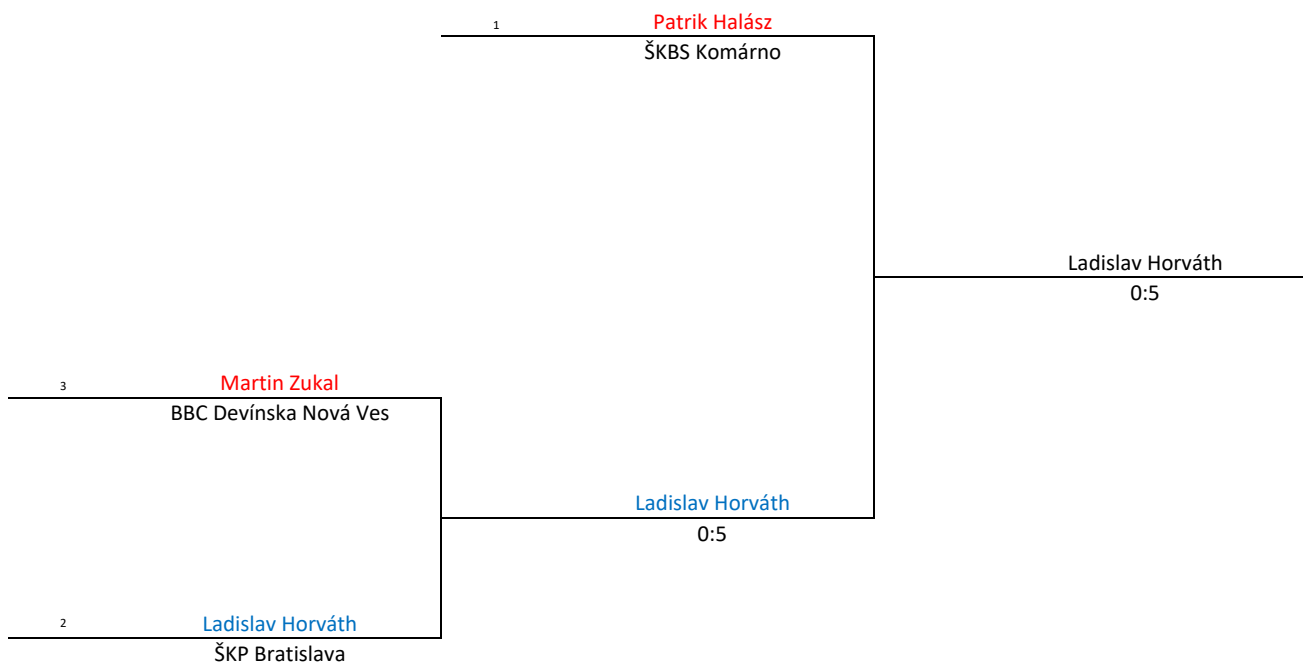 1
Patrik Halász
ŠKBS Komárno
Ladislav Horváth
0:5
3
Martin Zukal
BBC Devínska Nová Ves
Ladislav Horváth
0:5
2
Ladislav Horváth
ŠKP Bratislava